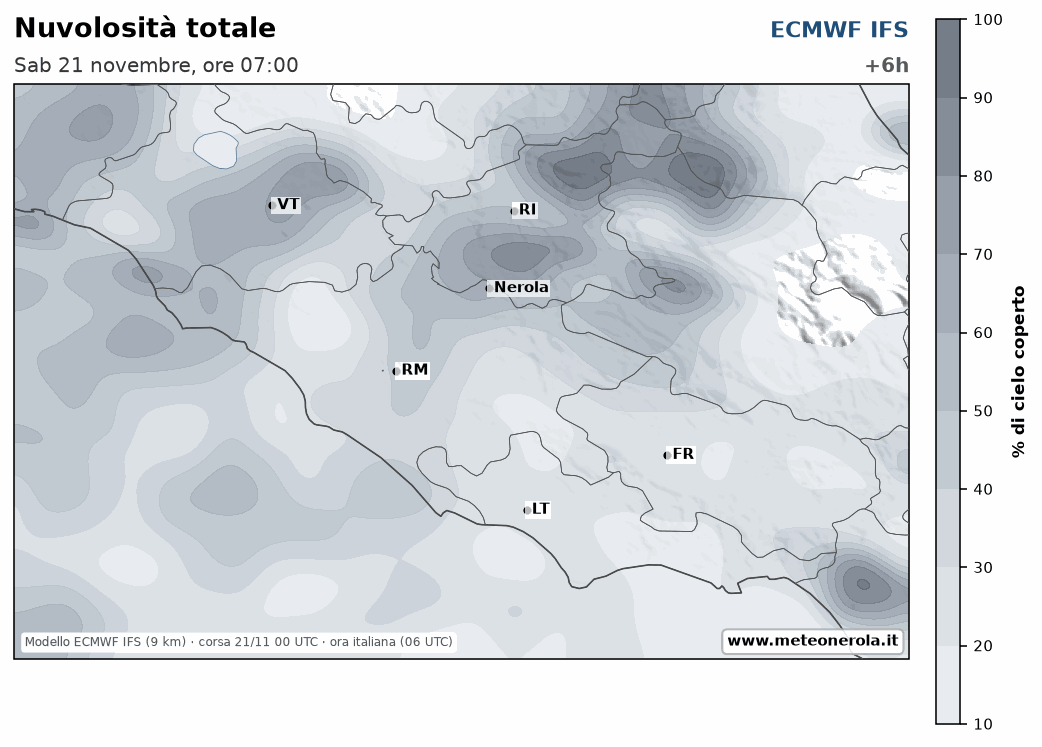 Nuvolosità totale
ECMWF IFS
Sab 21 novembre, ore 07:00
+6h
100
90
80
70
60
50
40
30
20
10
% di cielo coperto
VT
RI
Nerola
RM
FR
LT
Modello ECMWF IFS (9 km) · corsa 21/11 00 UTC · ora italiana (06 UTC)
www.meteonerola.it